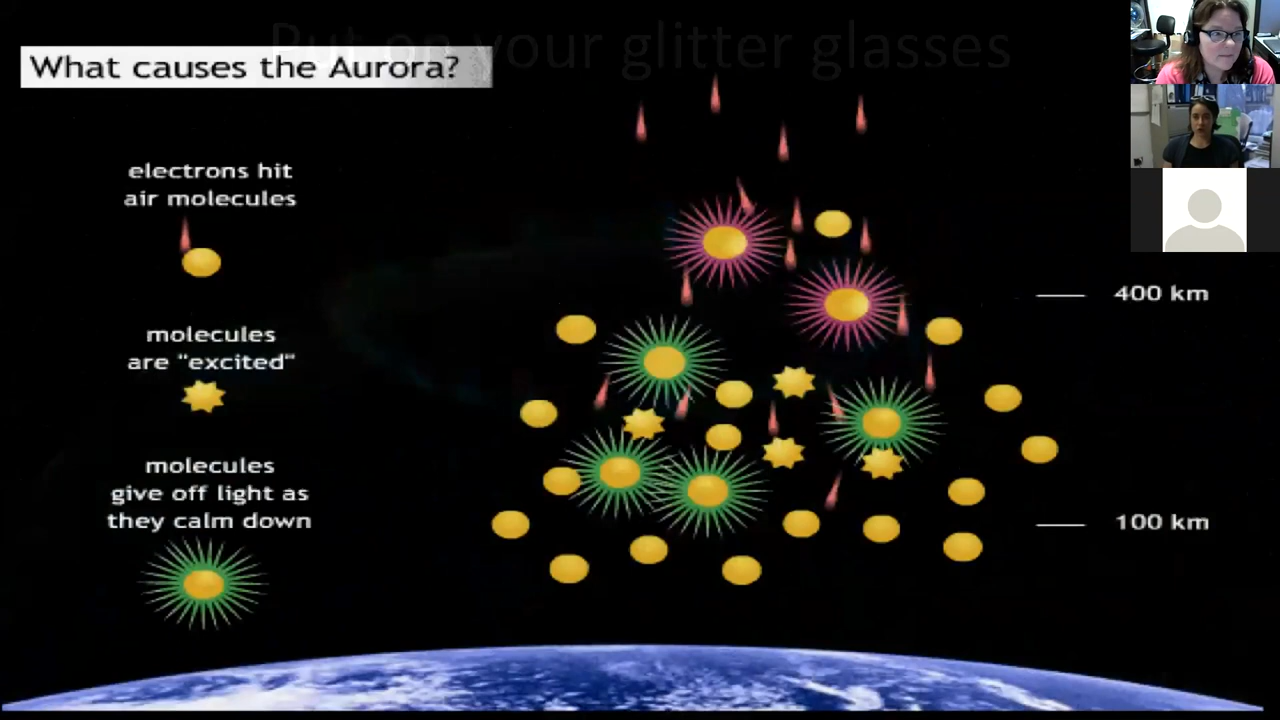 Put on your glitter glasses
What causes the Aurora?
electrons hit
air molecules
molecules
are "excited"
molecules
give off light as
they calm down
400 km
100 km